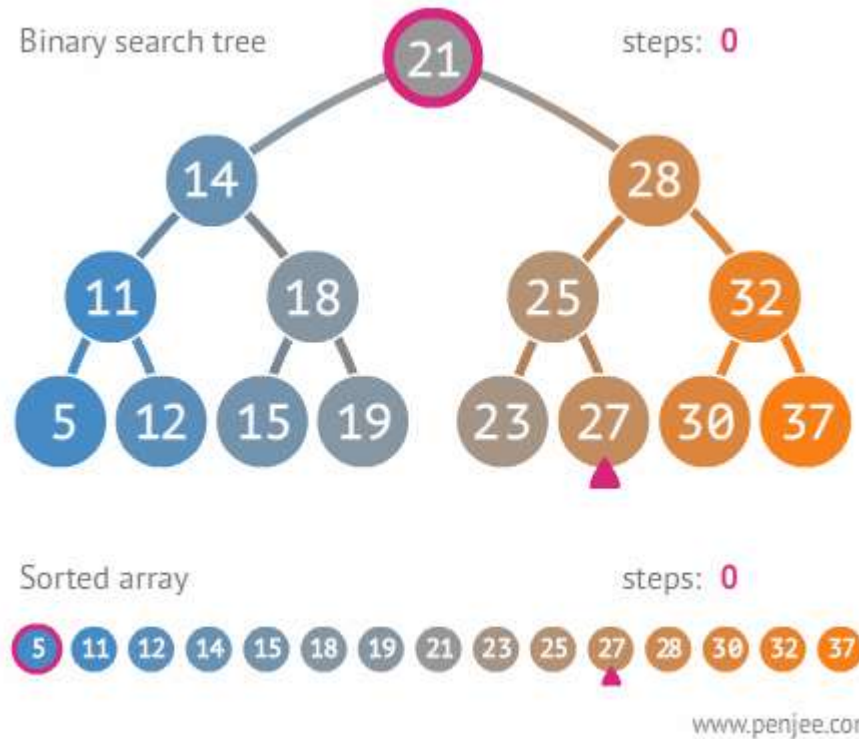 Binary search tree steps: 0
21
14 28
11 18 25 32
5 12 15 19 23 27 30 37
Sorted array steps: 0
5 11 12 14 15 18 19 21 23 25 27 28 30 32 37
www.penjee.com